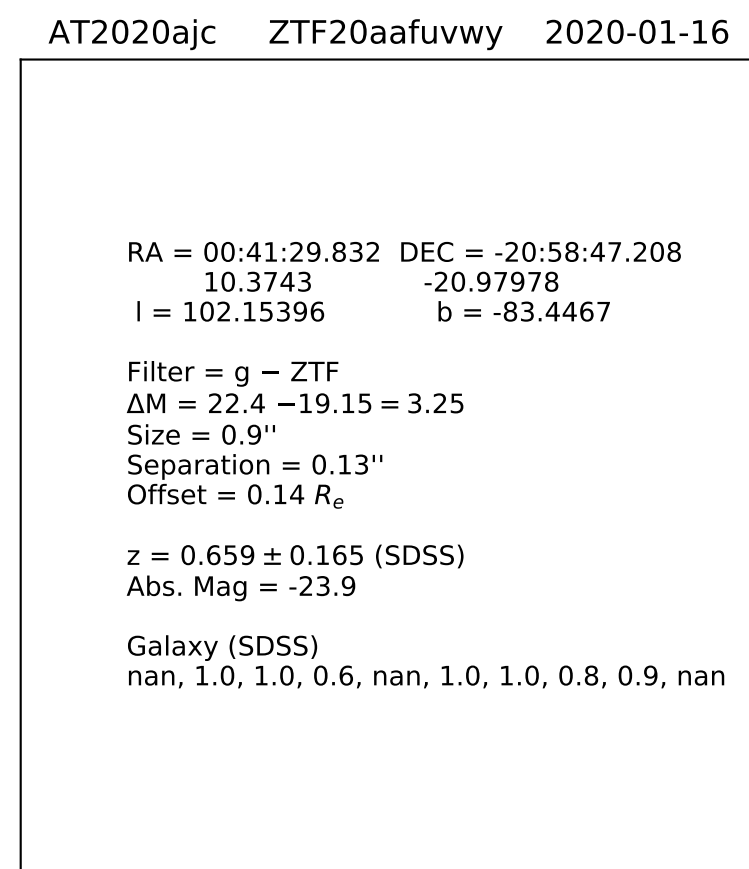 AT2020ajc ZTF20aafuvwy 2020-01-16
RA = 00:41:29.832 DEC = -20:58:47.208
10.3743 -20.97978
l = 102.15396 b = -83.4467
Filter = g − ZTF
ΔM = 22.4 −19.15 = 3.25
Size = 0.9''
Separation = 0.13''
Offset = 0.14 Re
z = 0.659 ± 0.165 (SDSS)
Abs. Mag = -23.9
Galaxy (SDSS)
nan, 1.0, 1.0, 0.6, nan, 1.0, 1.0, 0.8, 0.9, nan